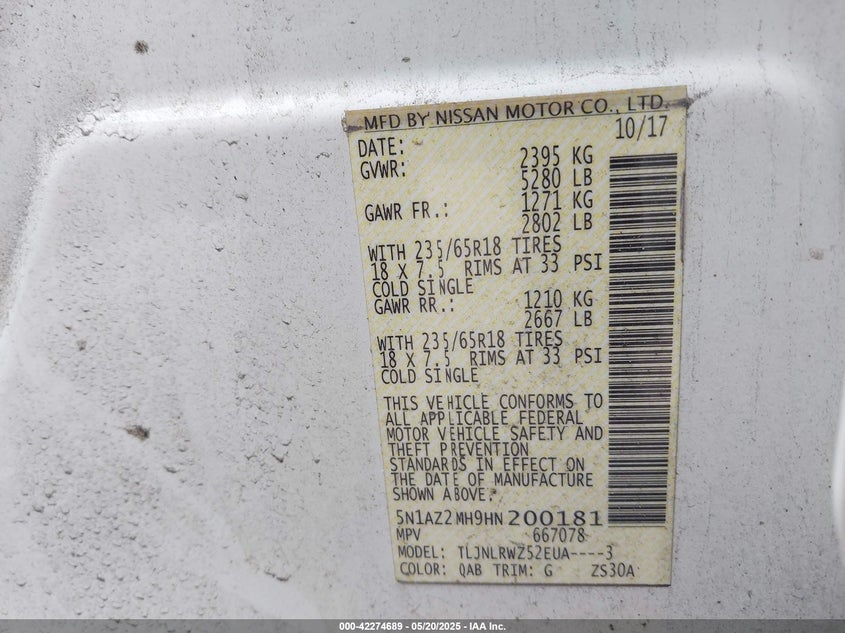 MFD BY NISSAN MOTOR CO., LTD.
DATE: 10/17
GVWR: 2395 KG
5280 LB
GAWR FR.: 1271 KG
2802 LB
WITH 235/65R18 TIRES
18 X 7.5 RIMS AT 33 PSI
COLD SINGLE
GAWR RR.: 1210 KG
2667 LB
WITH 235/65R18 TIRES
18 X 7.5 RIMS AT 33 PSI
COLD SINGLE
THIS VEHICLE CONFORMS TO
ALL APPLICABLE FEDERAL
MOTOR VEHICLE SAFETY AND
THEFT PREVENTION
STANDARDS IN EFFECT ON
THE DATE OF MANUFACTURE
SHOWN ABOVE.
5N1AZ2MH9HN200181
MPV 667078
MODEL: TLJNLRWZ52EUA----3
COLOR: QAB TRIM: G ZS30A
000-42274689 - 05/20/2025 - IAA Inc.